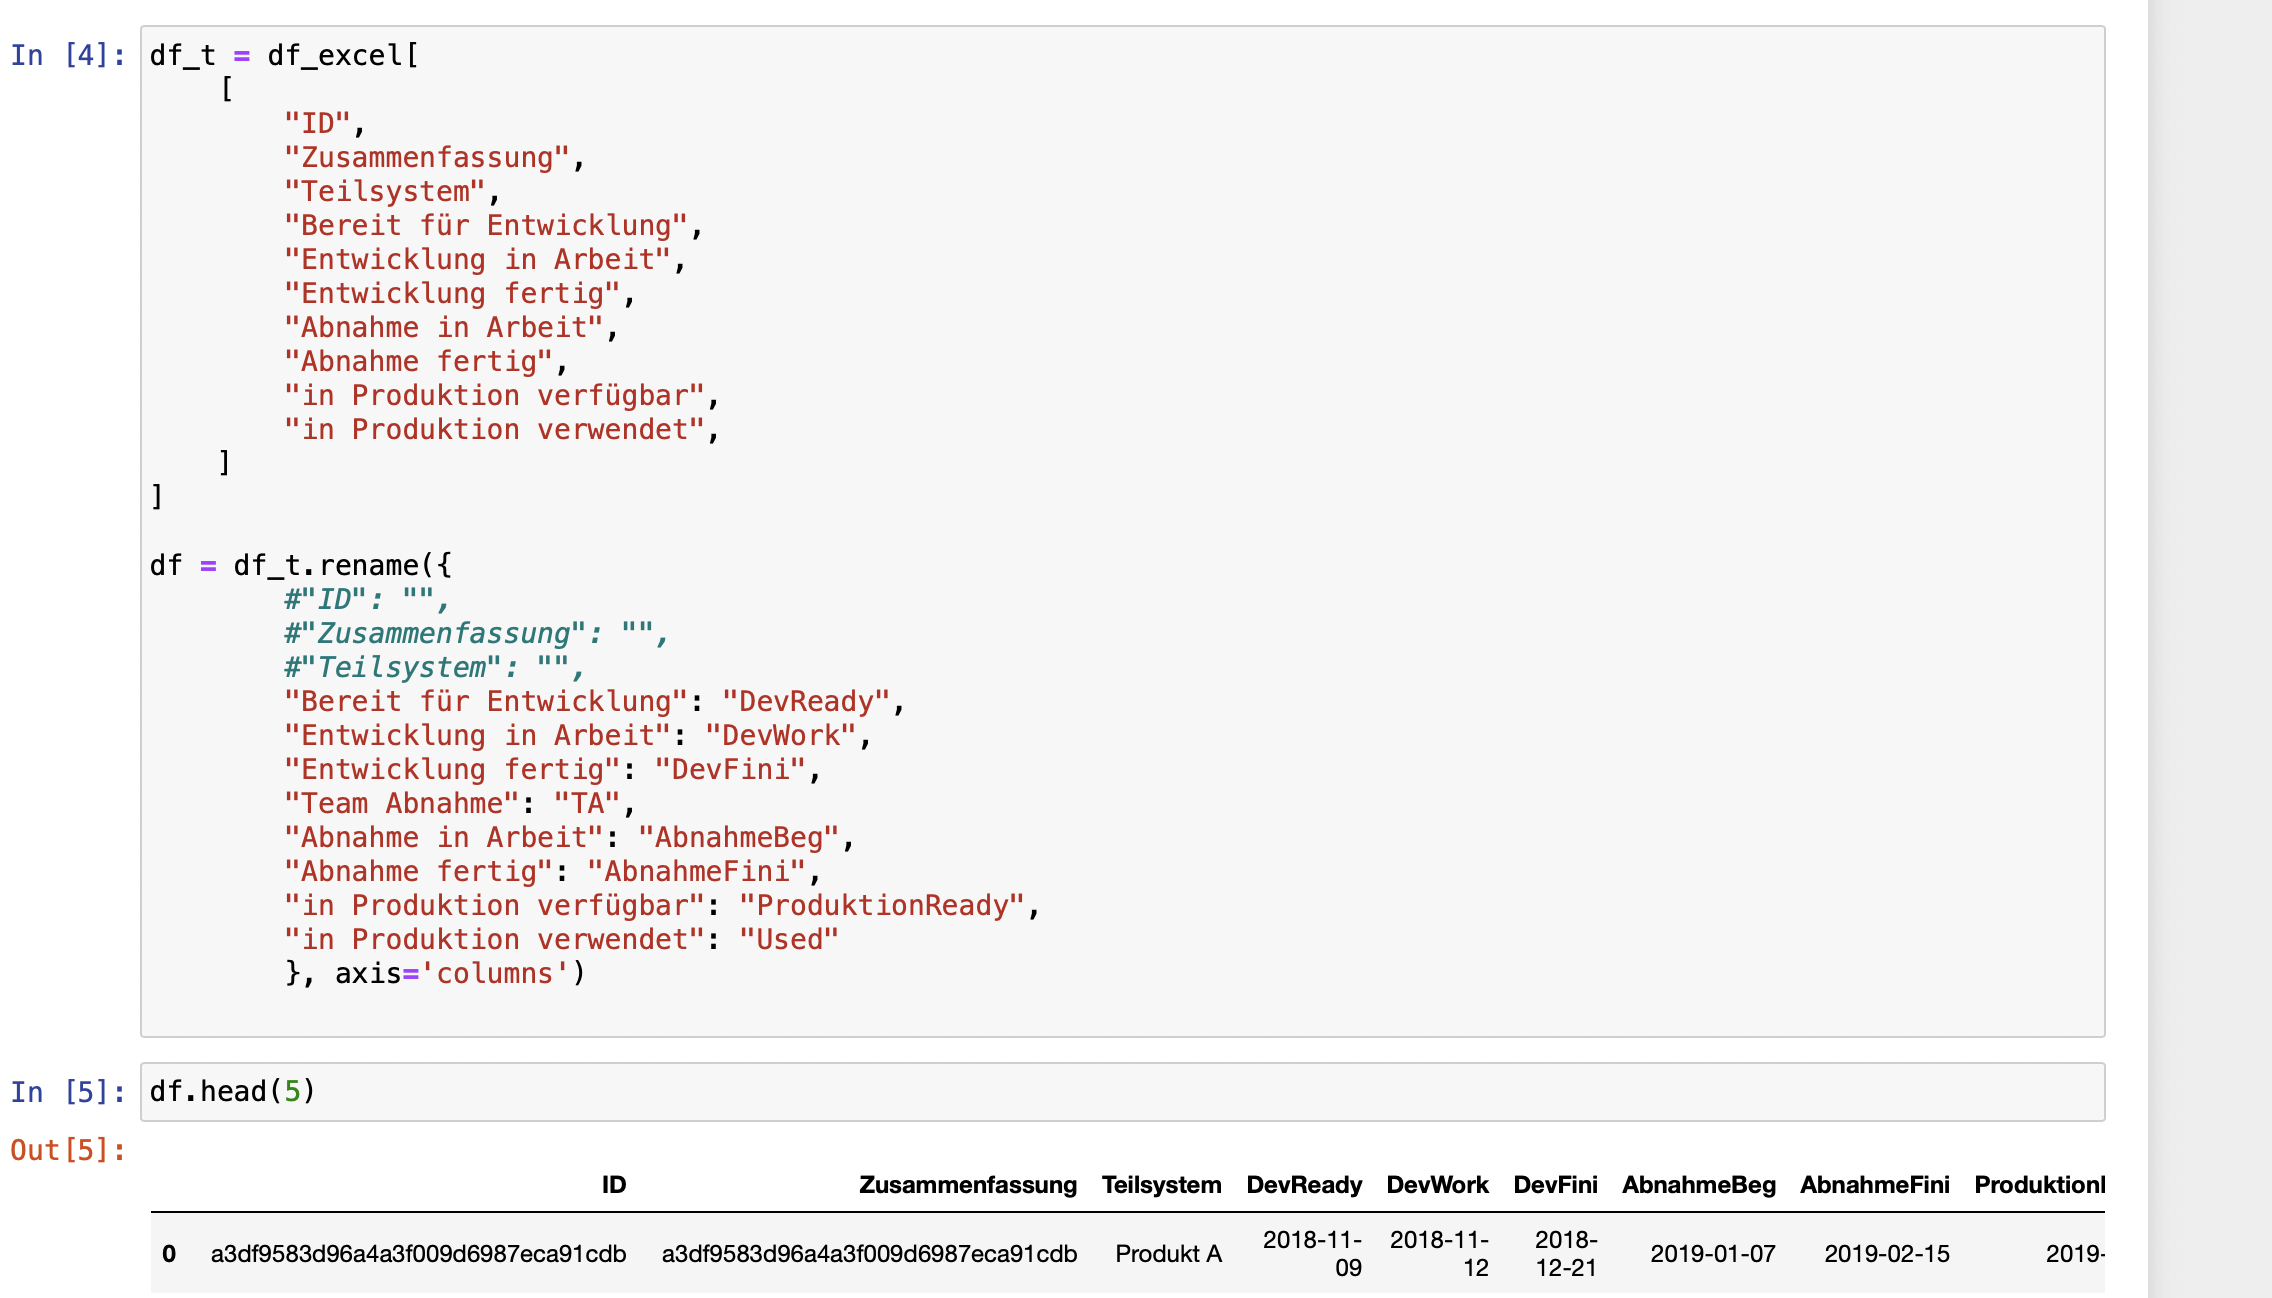 In [4]:
df_t = df_excel[
    [
        "ID",
        "Zusammenfassung",
        "Teilsystem",
        "Bereit für Entwicklung",
        "Entwicklung in Arbeit",
        "Entwicklung fertig",
        "Abnahme in Arbeit",
        "Abnahme fertig",
        "in Produktion verfügbar",
        "in Produktion verwendet",
    ]
]

df = df_t.rename({
        #"ID": "",
        #"Zusammenfassung": "",
        #"Teilsystem": "",
        "Bereit für Entwicklung": "DevReady",
        "Entwicklung in Arbeit": "DevWork",
        "Entwicklung fertig": "DevFini",
        "Team Abnahme": "TA",
        "Abnahme in Arbeit": "AbnahmeBeg",
        "Abnahme fertig": "AbnahmeFini",
        "in Produktion verfügbar": "ProduktionReady",
        "in Produktion verwendet": "Used"
        }, axis='columns')
In [5]:
df.head(5)
Out[5]:
ID Zusammenfassung Teilsystem DevReady DevWork DevFini AbnahmeBeg AbnahmeFini
0 a3df9583d96a4a3f009d6987eca91cdb a3df9583d96a4a3f009d6987eca91cdb Produkt A 2018-11-09 2018-11-12 2018-12-21 2019-01-07 2019-02-15 2019-